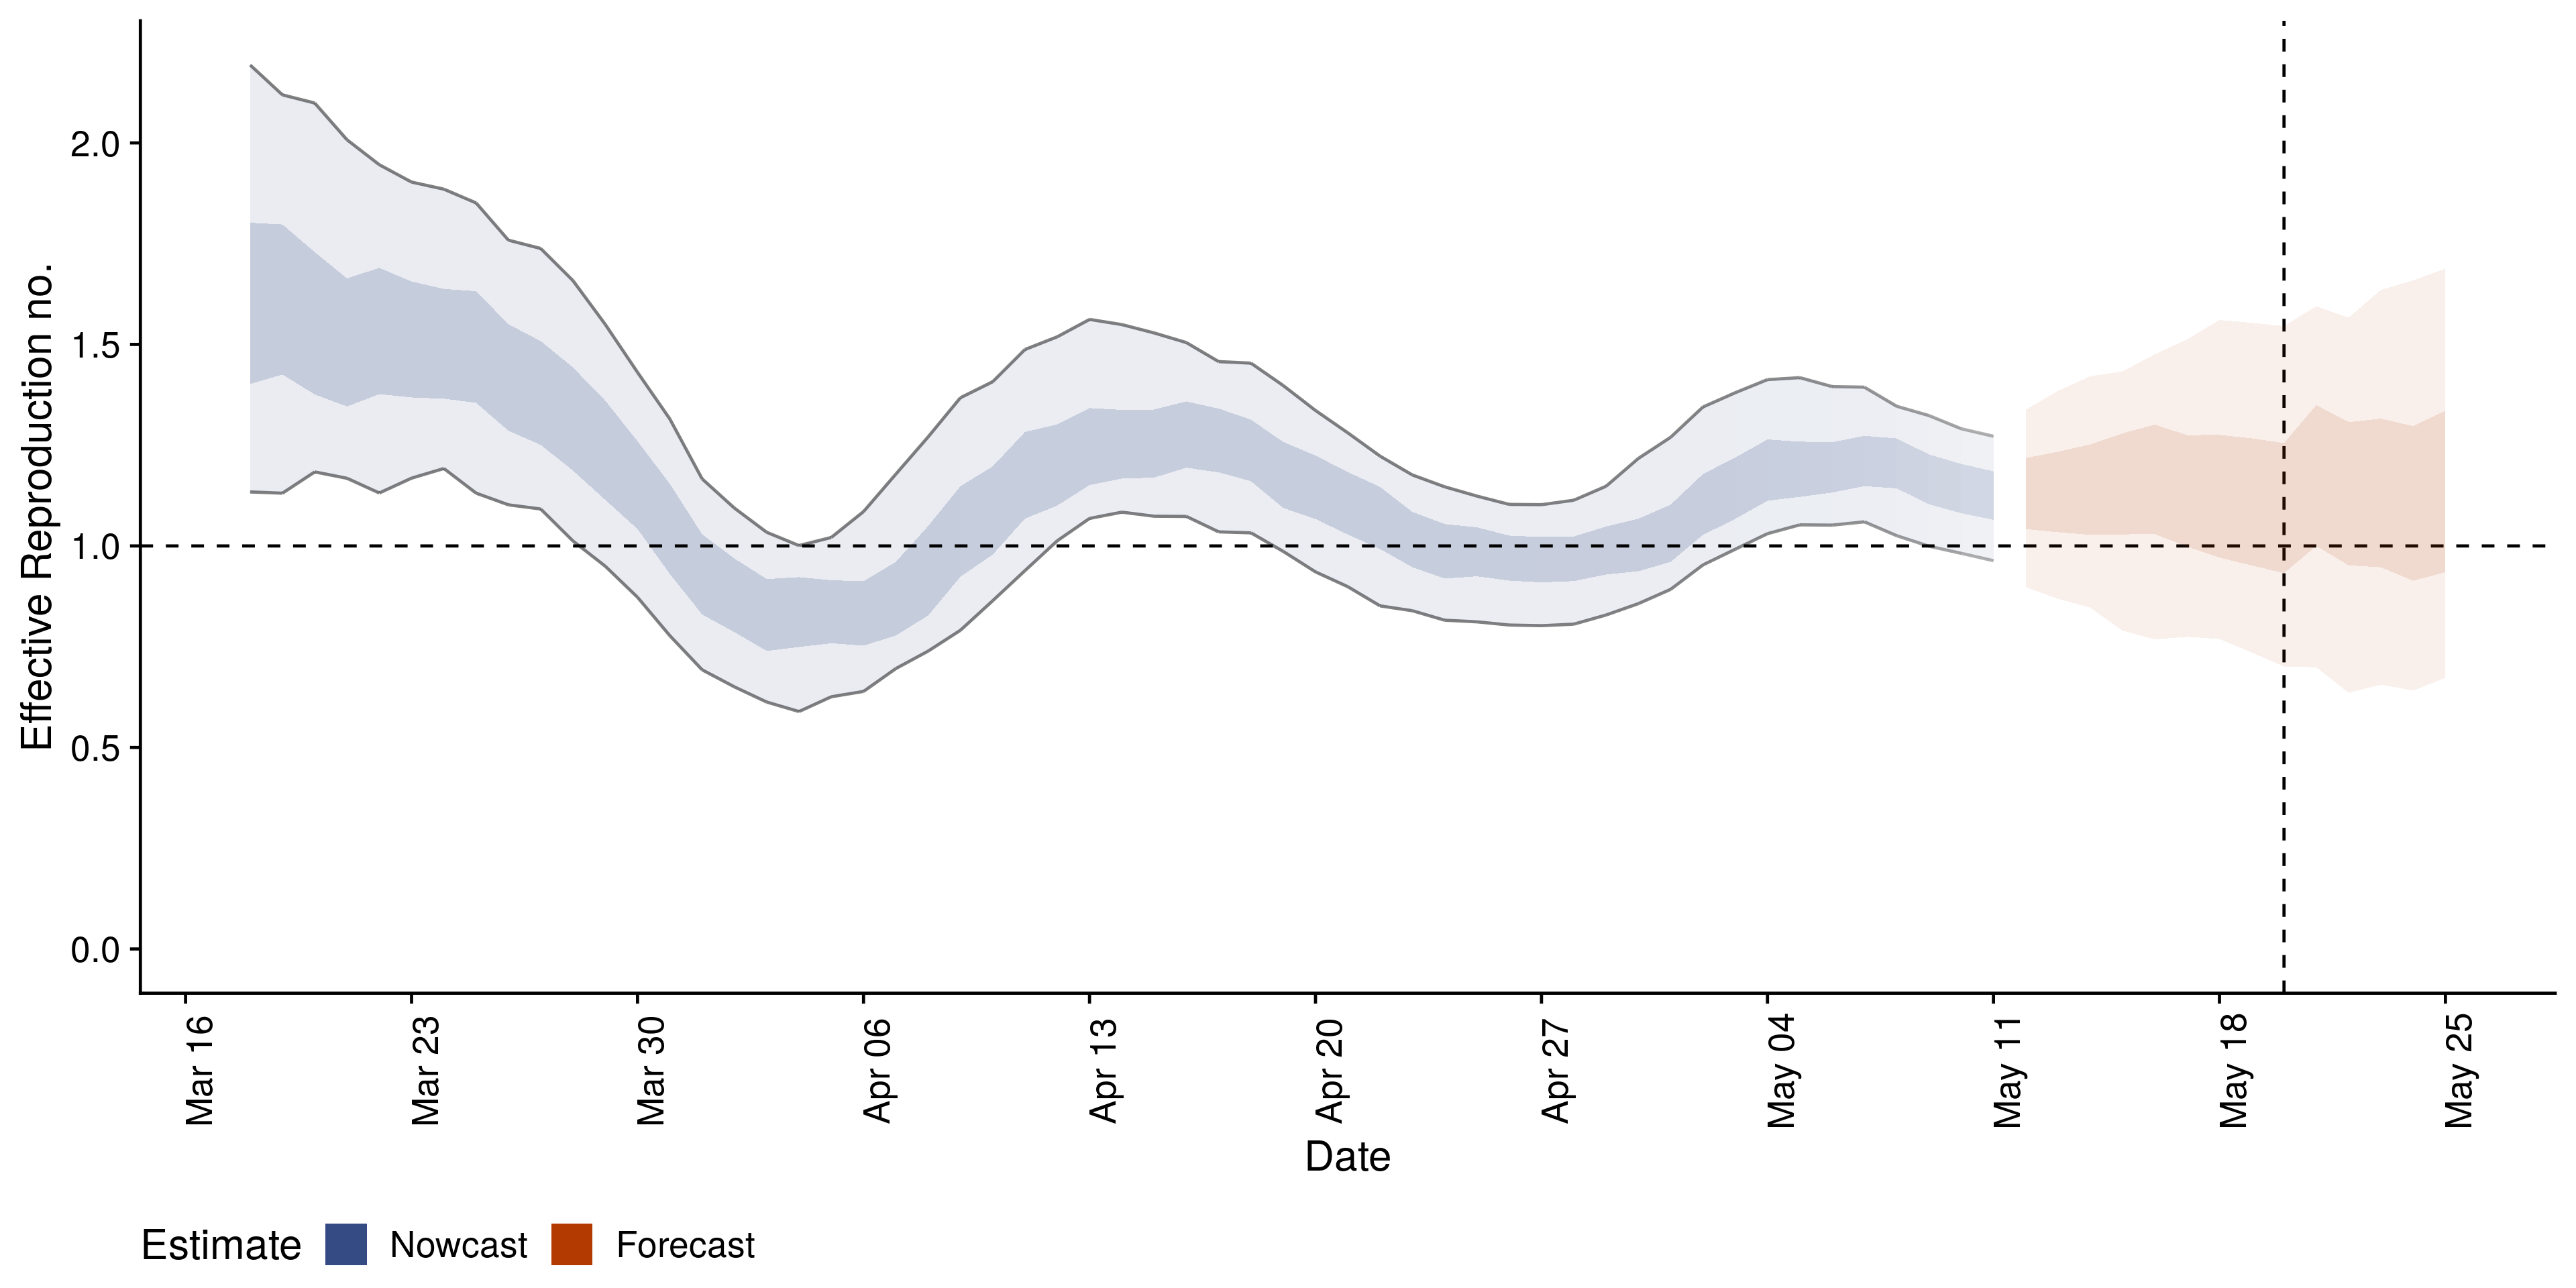 Effective Reproduction no.
2.0
1.5
1.0
0.5
0.0
Mar 16
Mar 23
Mar 30
Apr 06
Apr 13
Apr 20
Apr 27
May 04
May 11
May 18
May 25
Date
Estimate Nowcast Forecast